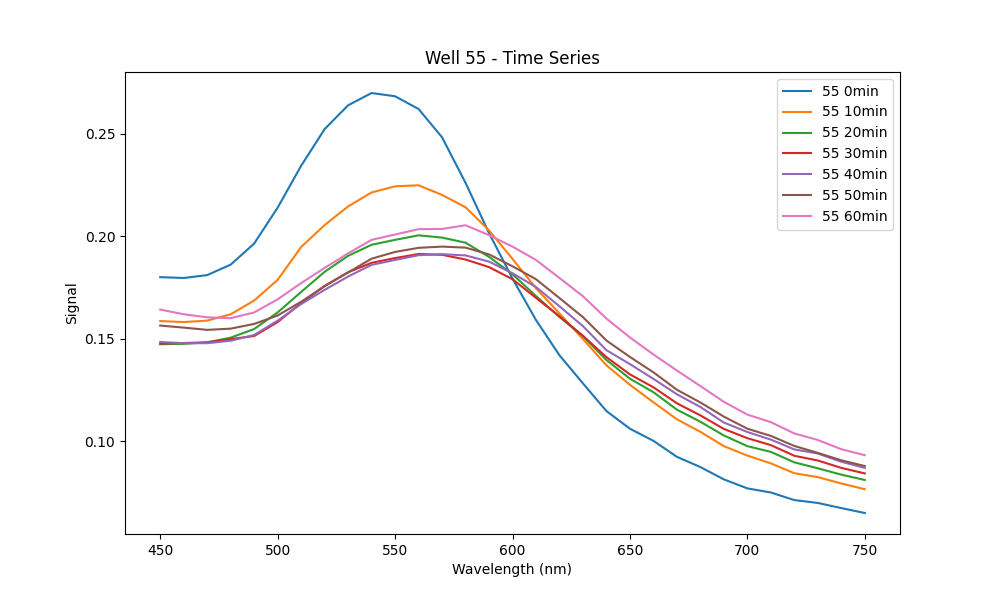 Well 55 - Time Series
55 0min
55 10min
55 20min
55 30min
55 40min
55 50min
55 60min
Signal
0.25
0.20
0.15
0.10
450 500 550 600 650 700 750
Wavelength (nm)